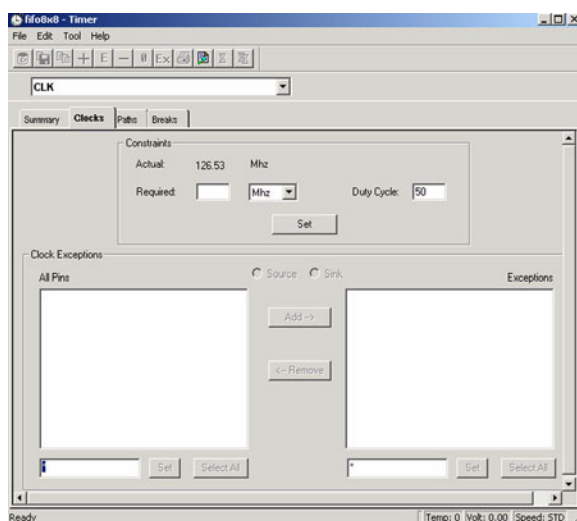 fifo8x8 - Timer
File Edit Tool Help
E Ex
CLK
Summary Clocks Paths Breaks
Constraints
Actual: 126.53 Mhz
Required: Mhz Duty Cycle: 50
Set
Clock Exceptions
All Pins Source Sink Exceptions
Add ->
<- Remove
* Set Select All * Set Select All
Ready Temp: 0 Volt: 0.00 Speed: STD